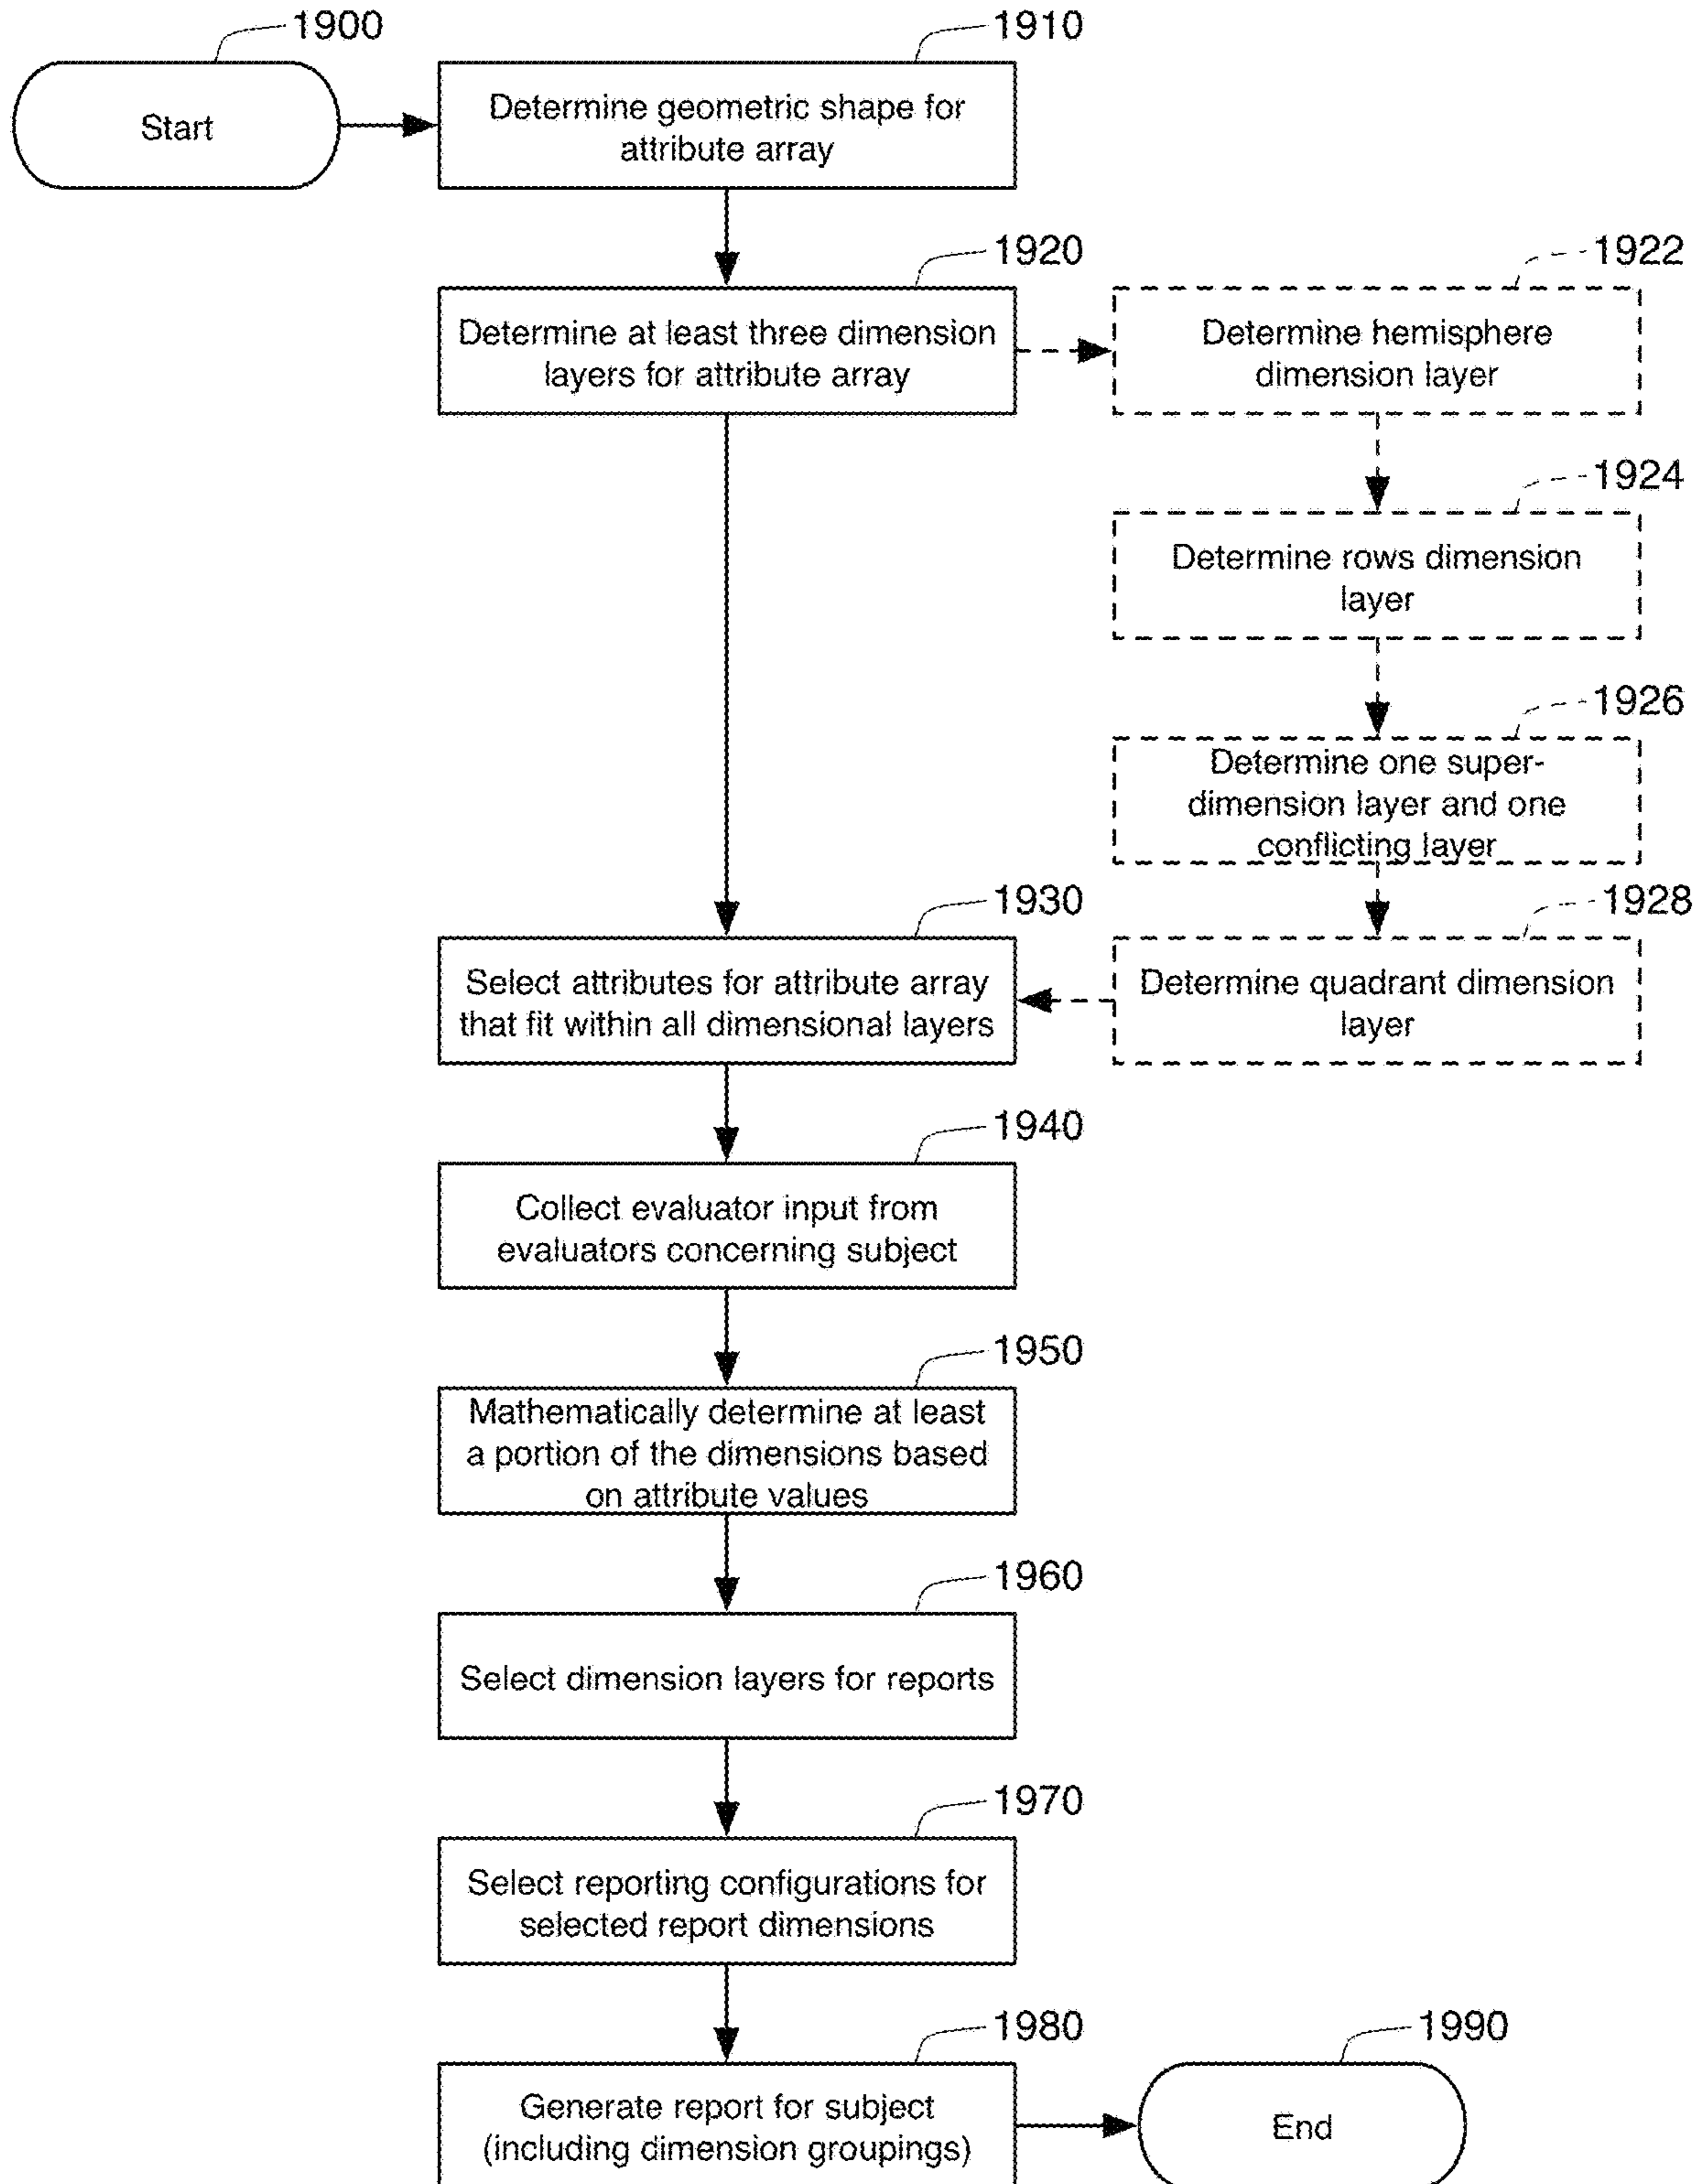 1900
Start
1910
Determine geometric shape for
attribute array
1920
Determine at least three dimension
layers for attribute array
1922
Determine hemisphere
dimension layer
1924
Determine rows dimension
layer
1926
Determine one super-
dimension layer and one
conflicting layer
1928
Determine quadrant dimension
layer
1930
Select attributes for attribute array
that fit within all dimensional layers
1940
Collect evaluator input from
evaluators concerning subject
1950
Mathematically determine at least
a portion of the dimensions based
on attribute values
1960
Select dimension layers for reports
1970
Select reporting configurations for
selected report dimensions
1980
Generate report for subject
(including dimension groupings)
1990
End